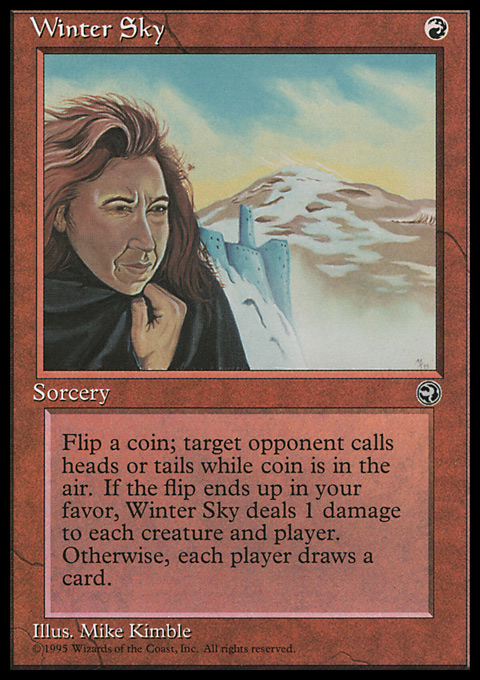 Winter Sky
Sorcery
Flip a coin; target opponent calls
heads or tails while coin is in the
air. If the flip ends up in your
favor, Winter Sky deals 1 damage
to each creature and player.
Otherwise, each player draws a
card.
Illus. Mike Kimble
©1995 Wizards of the Coast, Inc. All rights reserved.